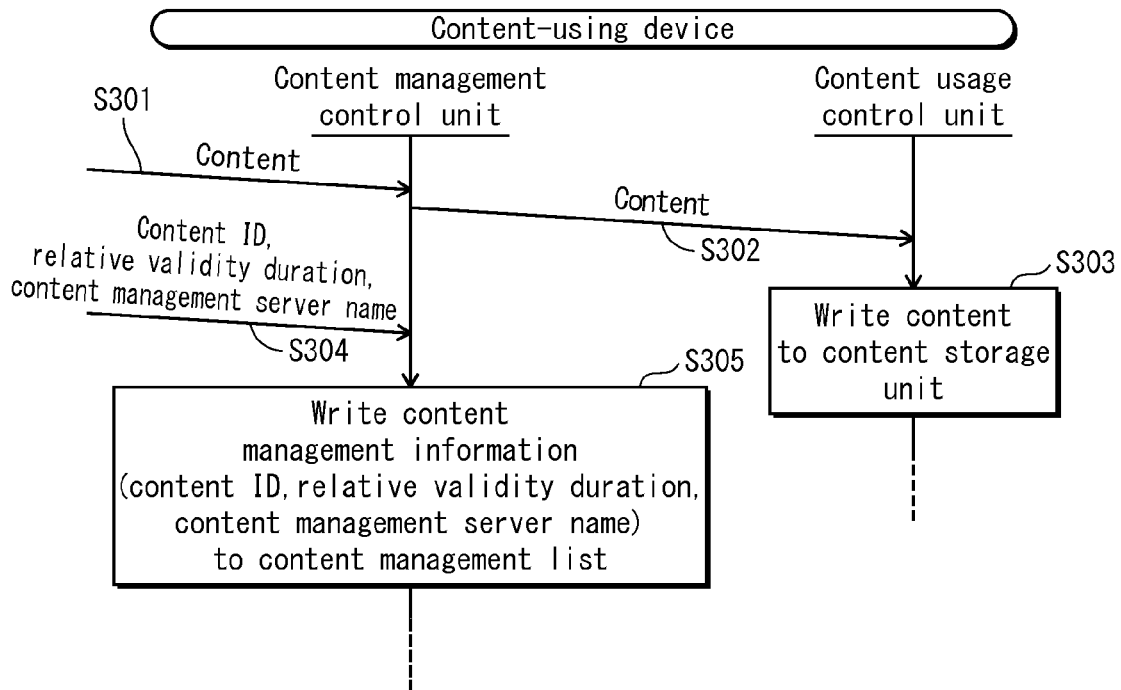 Content-using device
Content management
control unit
Content usage
control unit
S301
Content
Content
S302
Content ID,
relative validity duration,
content management server name
S304
S303
Write content
to content storage
unit
S305
Write content
management information
(content ID, relative validity duration,
content management server name)
to content management list